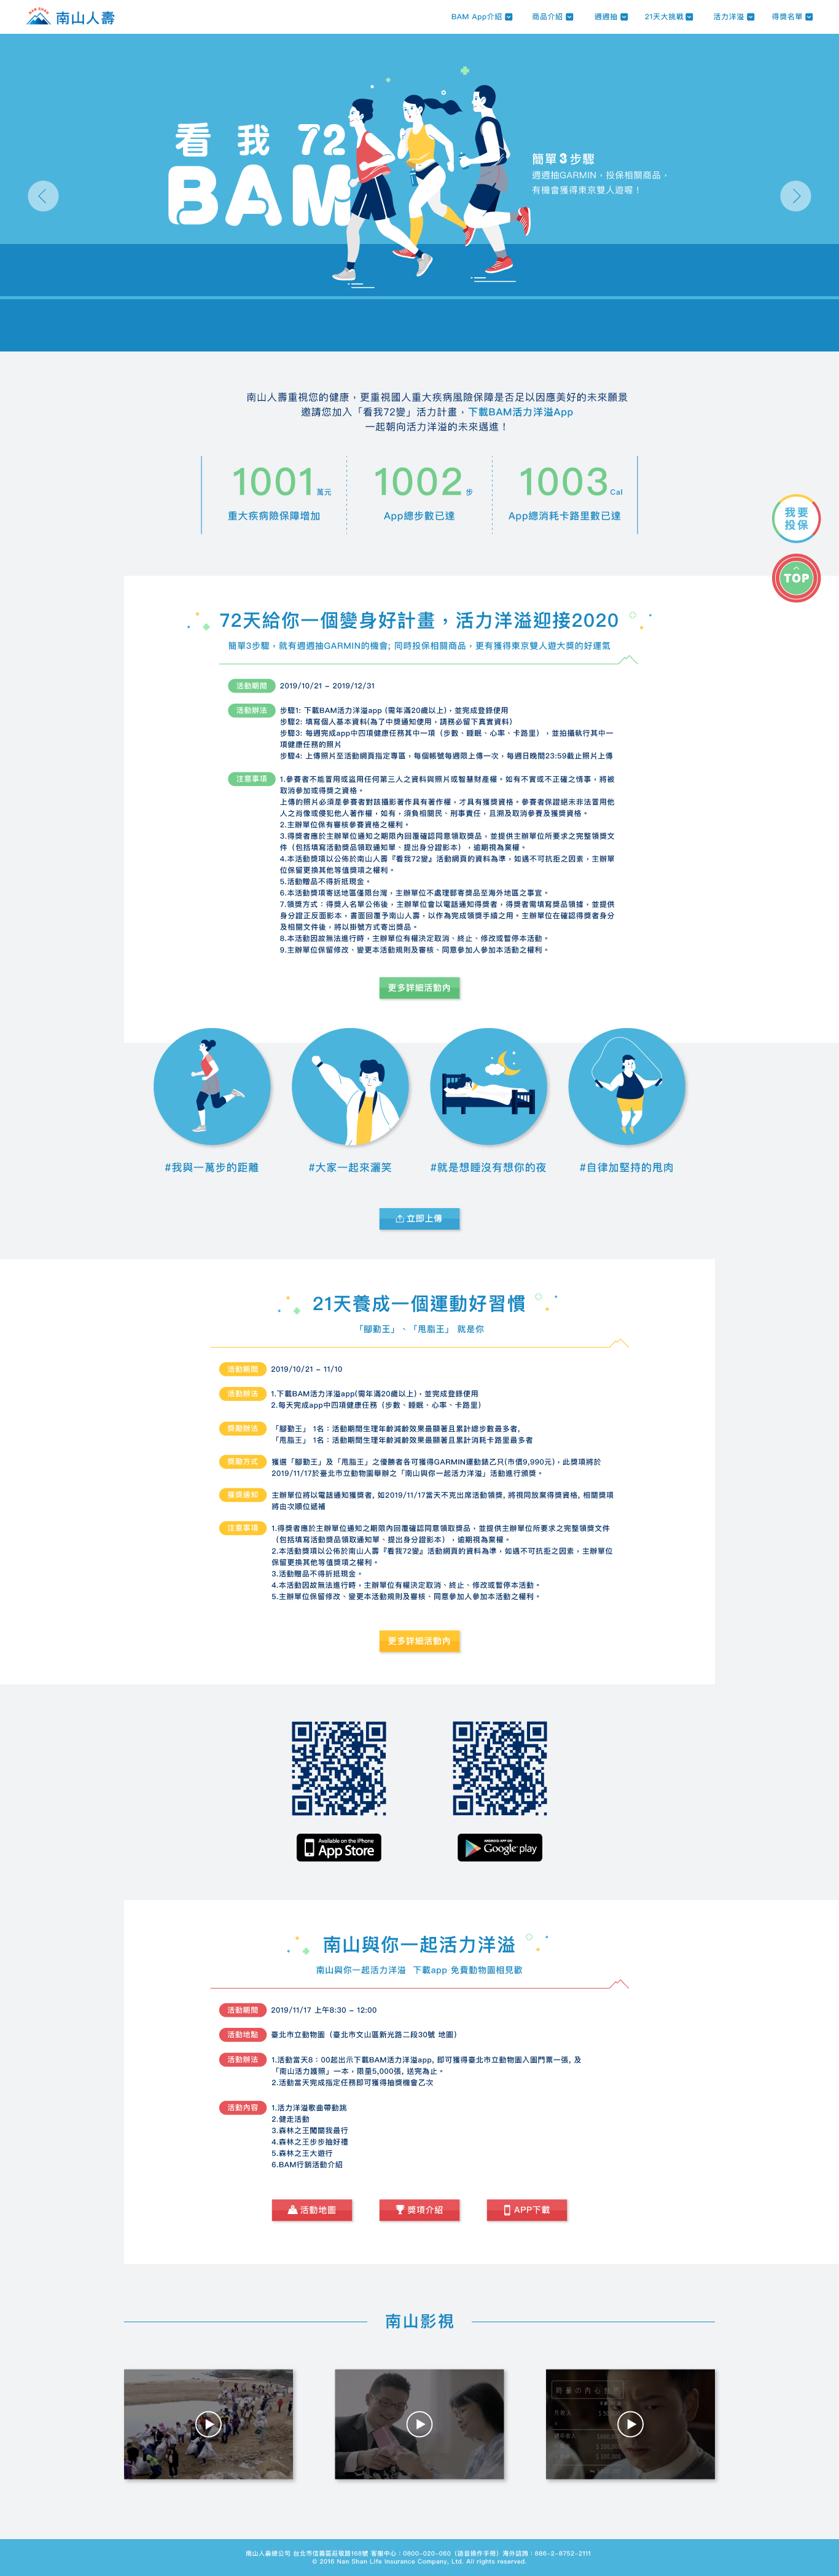 NAN SHAN
南山人壽
BAM App介紹
商品介紹
週週抽
21天大挑戰
活力洋溢
得獎名單
看我72
BAM
簡單3步驟
週週抽GARMIN，投保相關商品，
有機會獲得東京雙人遊喔！
南山人壽重視您的健康，更重視國人重大疾病風險保障是否足以因應美好的未來願景
邀請您加入「看我72變」活力計畫，下載BAM活力洋溢App
一起朝向活力洋溢的未來邁進！
1001萬元
重大疾病險保障增加
1002步
App總步數已達
1003Cal
App總消耗卡路里數已達
我要
投保
TOP
72天給你一個變身好計畫，活力洋溢迎接2020
簡單3步驟，就有週週抽GARMIN的機會; 同時投保相關商品，更有獲得東京雙人遊大獎的好運氣
活動期間 2019/10/21 - 2019/12/31
活動辦法 步驟1: 下載BAM活力洋溢app (需年滿20歲以上)，並完成登錄使用
步驟2: 填寫個人基本資料(為了中獎通知使用，請務必留下真實資料)
步驟3: 每週完成app中四項健康任務其中一項（步數、睡眠、心率、卡路里），並拍攝執行其中一
項健康任務的照片
步驟4: 上傳照片至活動網頁指定專區，每個帳號每週限上傳一次，每週日晚間23:59截止照片上傳
注意事項 1.參賽者不能冒用或盜用任何第三人之資料與照片或智慧財產權。如有不實或不正確之情事，將被
取消參加或得獎之資格。
上傳的照片必須是參賽者對該攝影著作具有著作權，才具有獲獎資格。參賽者保證絕未非法冒用他
人之肖像或侵犯他人著作權，如有，須負相關民、刑事責任，且溯及取消參賽及獲獎資格。
2.主辦單位保有審核參賽資格之權利。
3.得獎者應於主辦單位通知之期限內回覆確認同意領取獎品，並提供主辦單位所要求之完整領獎文
件（包括填寫活動獎品領取通知單、提出身分證影本），逾期視為棄權。
4.本活動獎項以公佈於南山人壽『看我72變』活動網頁的資料為準，如遇不可抗拒之因素，主辦單
位保留更換其他等值獎項之權利。
5.活動贈品不得折抵現金。
6.本活動獎項寄送地區僅限台灣，主辦單位不處理郵寄獎品至海外地區之事宜。
7.領獎方式：得獎人名單公佈後，主辦單位會以電話通知得獎者，得獎者需填寫獎品領據，並提供
身分證正反面影本，書面回覆予南山人壽，以作為完成領獎手續之用。主辦單位在確認得獎者身分
及相關文件後，將以掛號方式寄出獎品。
8.本活動因故無法進行時，主辦單位有權決定取消、終止、修改或暫停本活動。
9.主辦單位保留修改、變更本活動規則及審核、同意參加人參加本活動之權利。
更多詳細活動內
#我與一萬步的距離
#大家一起來灑笑
#就是想睡沒有想你的夜
#自律加堅持的甩肉
立即上傳
21天養成一個運動好習慣
「腳勤王」、「甩脂王」 就是你
活動期間 2019/10/21 - 11/10
活動辦法 1.下載BAM活力洋溢app(需年滿20歲以上)，並完成登錄使用
2.每天完成app中四項健康任務（步數、睡眠、心率、卡路里）
獎勵辦法 「腳勤王」 1名：活動期間生理年齡減齡效果最顯著且累計總步數最多者,
「甩脂王」 1名：活動期間生理年齡減齡效果最顯著且累計消耗卡路里最多者
獎勵方式 獲選「腳勤王」及「甩脂王」之優勝者各可獲得GARMIN運動錶乙只(市價9,990元)，此獎項將於
2019/11/17於臺北市立動物園舉辦之「南山與你一起活力洋溢」活動進行頒獎。
獲獎通知 主辦單位將以電話通知獲獎者, 如2019/11/17當天不克出席活動領獎, 將視同放棄得獎資格, 相關獎項
將由次順位遞補
注意事項 1.得獎者應於主辦單位通知之期限內回覆確認同意領取獎品，並提供主辦單位所要求之完整領獎文件
（包括填寫活動獎品領取通知單、提出身分證影本），逾期視為棄權。
2.本活動獎項以公佈於南山人壽『看我72變』活動網頁的資料為準，如遇不可抗拒之因素，主辦單位
保留更換其他等值獎項之權利。
3.活動贈品不得折抵現金。
4.本活動因故無法進行時，主辦單位有權決定取消、終止、修改或暫停本活動。
5.主辦單位保留修改、變更本活動規則及審核、同意參加人參加本活動之權利。
更多詳細活動內
Available on the iPhone
App Store
ANDROID APP ON
Google play
南山與你一起活力洋溢
南山與你一起活力洋溢 下載app 免費動物園相見歡
活動期間 2019/11/17 上午8:30 - 12:00
活動地點 臺北市立動物園（臺北市文山區新光路二段30號 地圖）
活動辦法 1.活動當天8：00起出示下載BAM活力洋溢app, 即可獲得臺北市立動物園入園門票一張, 及
「南山活力護照」一本，限量5,000張, 送完為止。
2.活動當天完成指定任務即可獲得抽獎機會乙次
活動內容 1.活力洋溢歌曲帶動跳
2.健走活動
3.森林之王闖關我最行
4.森林之王步步抽好禮
5.森林之王大遊行
6.BAM行銷活動介紹
活動地圖
獎項介紹
APP下載
南山影視
月收入
南山人壽總公司 台北市信義區莊敬路168號 客服中心：0800-020-060（語音操作手冊）海外諮詢：886-2-8752-2111
© 2016 Nan Shan Life Insurance Company, Ltd. All rights reserved.